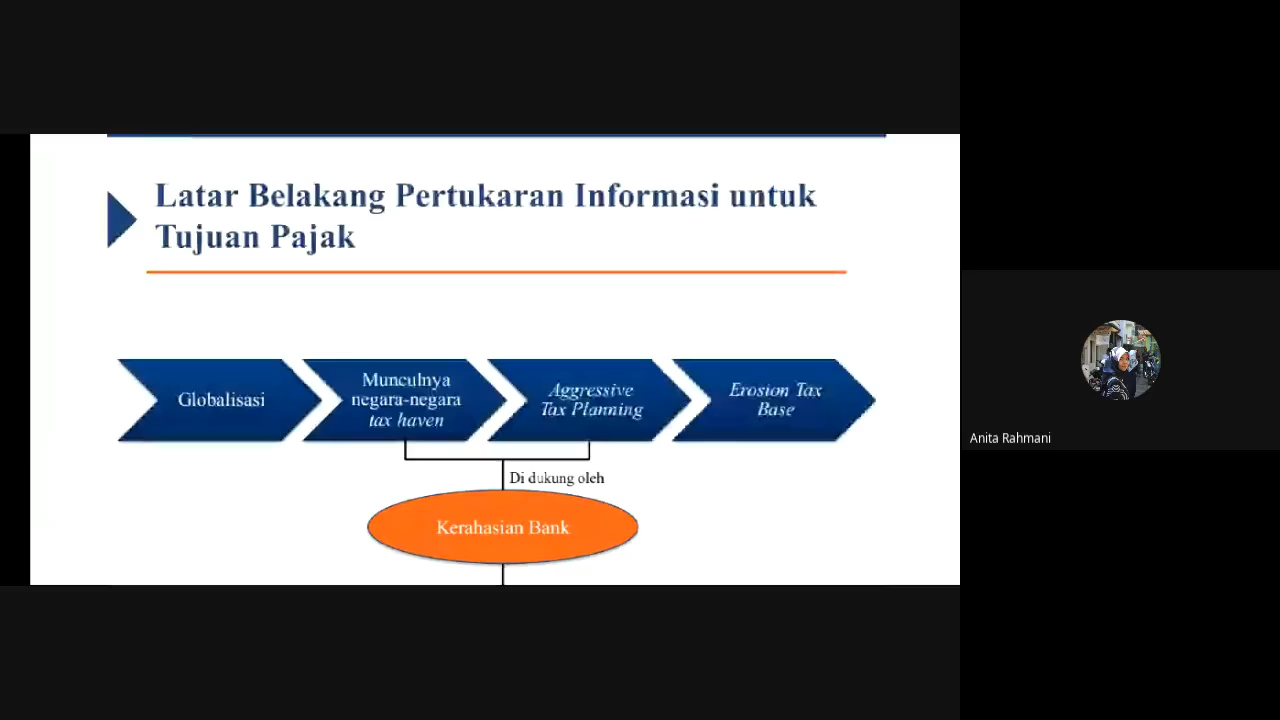 Latar Belakang Pertukaran Informasi untuk
Tujuan Pajak
Globalisasi
Munculnya
negara-negara
tax haven
Aggressive
Tax Planning
Erosion Tax
Base
Di dukung oleh
Kerahasian Bank
Anita Rahmani